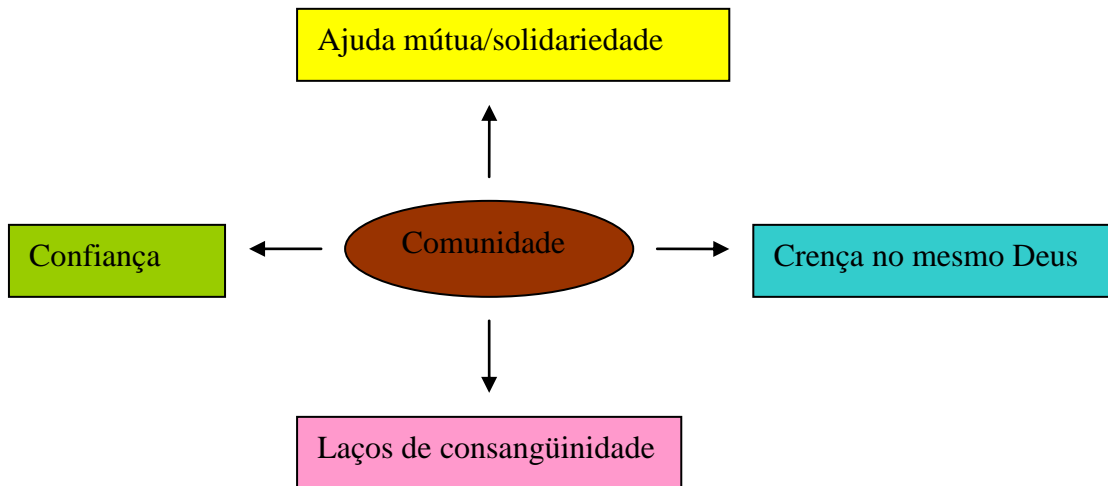 Ajuda mútua/solidariedade
Confiança
Comunidade
Crença no mesmo Deus
Laços de consangüinidade